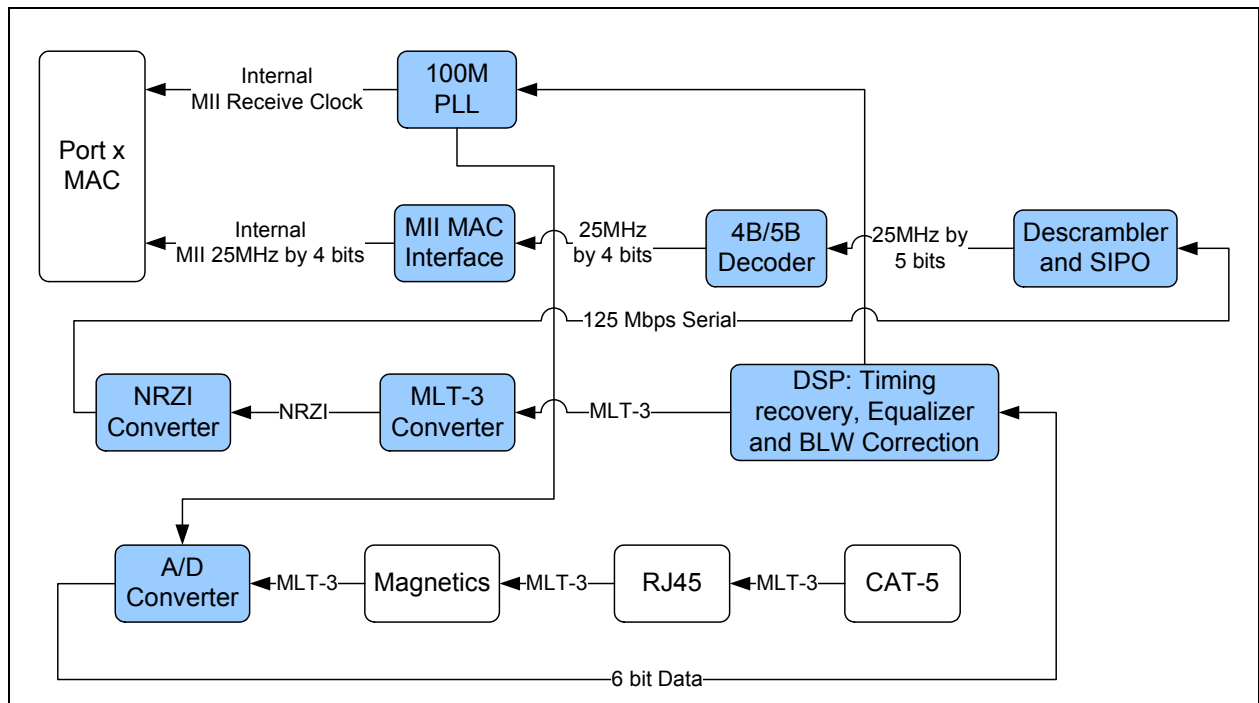 Port x
MAC
Internal
MII Receive Clock
100M
PLL
Internal
MII 25MHz by 4 bits
MII MAC
Interface
25MHz
by 4 bits
4B/5B
Decoder
25MHz by
5 bits
Descrambler
and SIPO
125 Mbps Serial
NRZI
Converter
NRZI
MLT-3
Converter
MLT-3
DSP: Timing
recovery, Equalizer
and BLW Correction
A/D
Converter
MLT-3
Magnetics
MLT-3
RJ45
MLT-3
CAT-5
6 bit Data